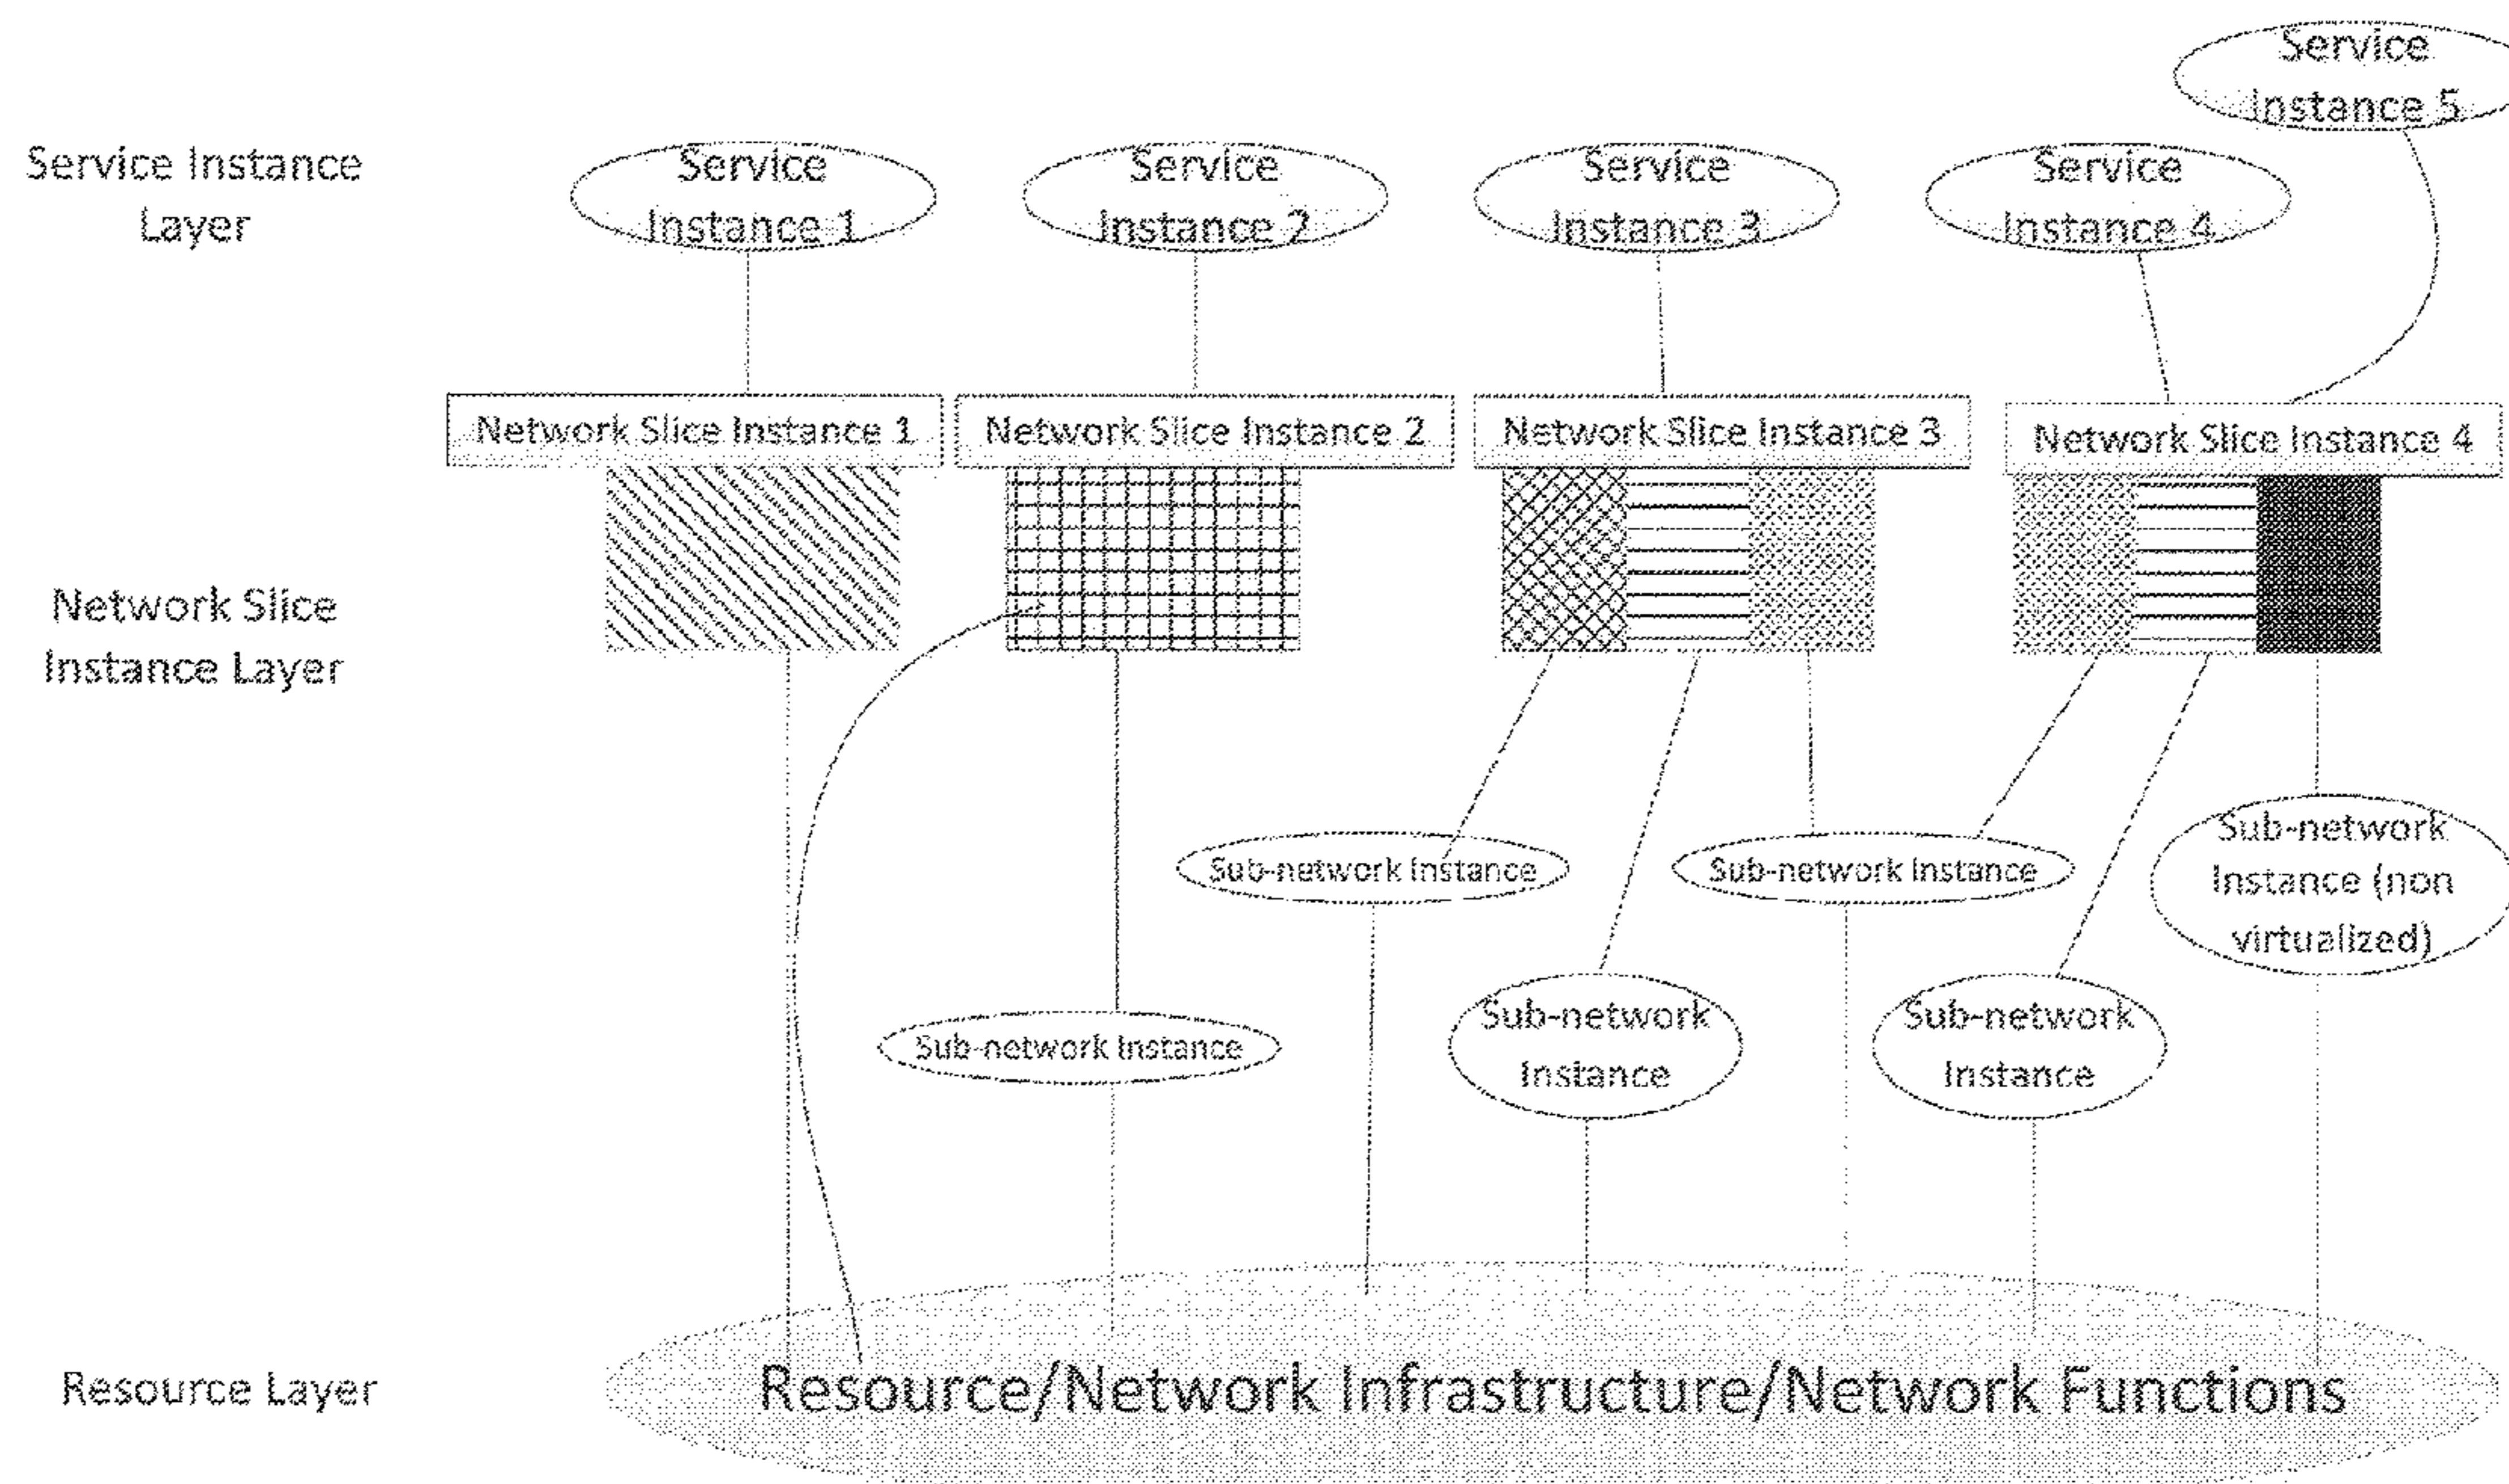 Service
Instance 5
Service Instance
Layer
Service
Instance 1
Service
Instance 2
Service
Instance 3
Service
Instance 4
Network Slice Instance 1
Network Slice Instance 2
Network Slice Instance 3
Network Slice Instance 4
Network Slice
Instance Layer
Sub-network Instance
Sub-network Instance
Sub-network
Instance (non
virtualized)
Sub-network Instance
Sub-network
Instance
Sub-network
Instance
Resource Layer
Resource/Network Infrastructure/Network Functions